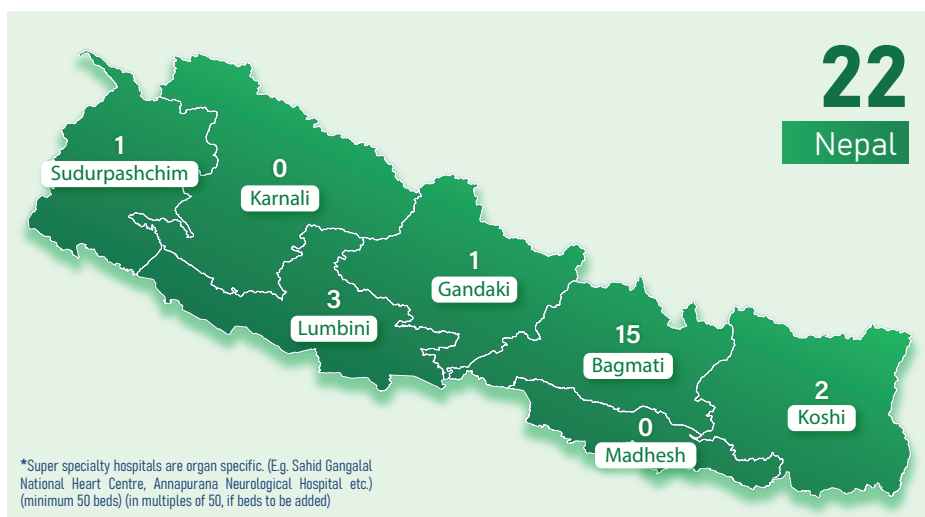 22
Nepal
1
Sudurpashchim
0
Karnali
1
Gandaki
3
Lumbini
15
Bagmati
2
Koshi
0
Madhesh
*Super specialty hospitals are organ specific. (E.g. Sahid Gangalal
National Heart Centre, Annapurana Neurological Hospital etc.)
(minimum 50 beds) (in multiples of 50, if beds to be added)